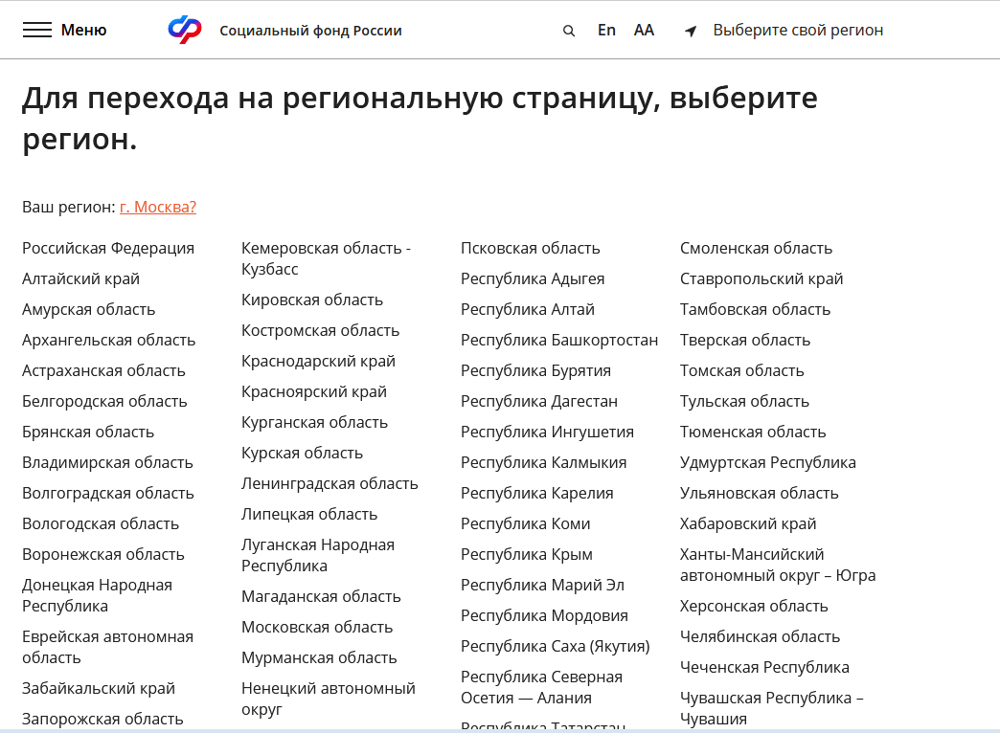 Меню
Социальный фонд России
En
AA
Выберите свой регион
Для перехода на региональную страницу, выберите
регион.
Ваш регион: г. Москва?
Российская Федерация
Алтайский край
Амурская область
Архангельская область
Астраханская область
Белгородская область
Брянская область
Владимирская область
Волгоградская область
Вологодская область
Воронежская область
Донецкая Народная
Республика
Еврейская автономная
область
Забайкальский край
Запорожская область
Кемеровская область -
Кузбасс
Кировская область
Костромская область
Краснодарский край
Красноярский край
Курганская область
Курская область
Ленинградская область
Липецкая область
Луганская Народная
Республика
Магаданская область
Московская область
Мурманская область
Ненецкий автономный
округ
Псковская область
Республика Адыгея
Республика Алтай
Республика Башкортостан
Республика Бурятия
Республика Дагестан
Республика Ингушетия
Республика Калмыкия
Республика Карелия
Республика Коми
Республика Крым
Республика Марий Эл
Республика Мордовия
Республика Саха (Якутия)
Республика Северная
Осетия — Алания
Республика Татарстан
Смоленская область
Ставропольский край
Тамбовская область
Тверская область
Томская область
Тульская область
Тюменская область
Удмуртская Республика
Ульяновская область
Хабаровский край
Ханты-Мансийский
автономный округ – Югра
Херсонская область
Челябинская область
Чеченская Республика
Чувашская Республика –
Чувашия